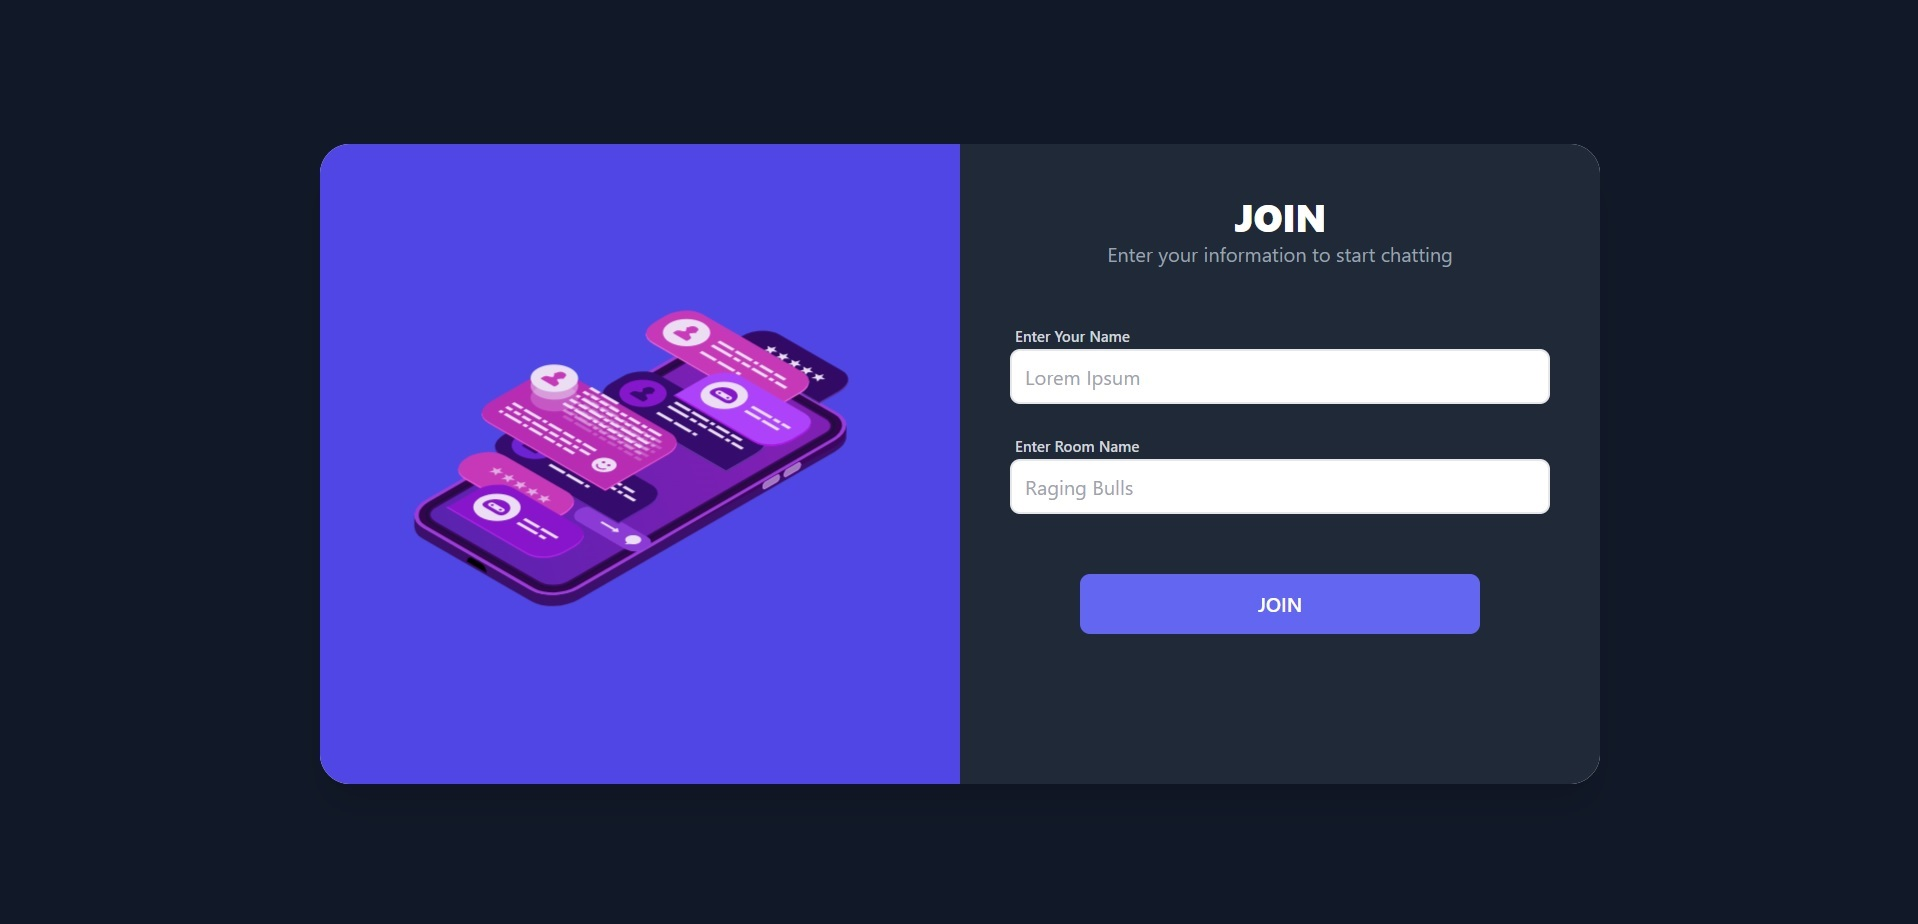 JOIN
Enter your information to start chatting
Enter Your Name
Lorem Ipsum
Enter Room Name
Raging Bulls
JOIN